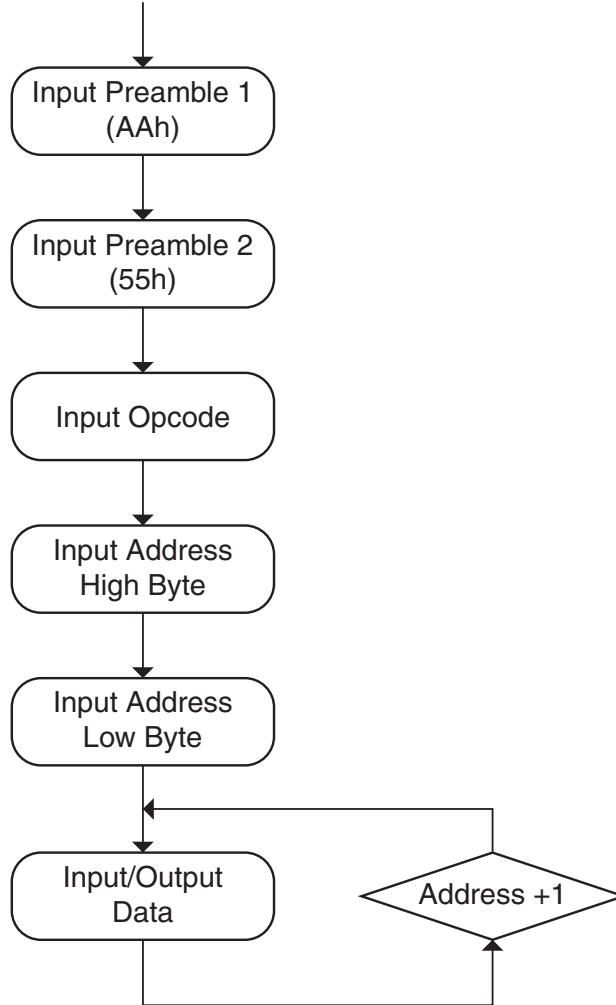 Input Preamble 1
(AAh)
Input Preamble 2
(55h)
Input Opcode
Input Address
High Byte
Input Address
Low Byte
Input/Output
Data
Address +1